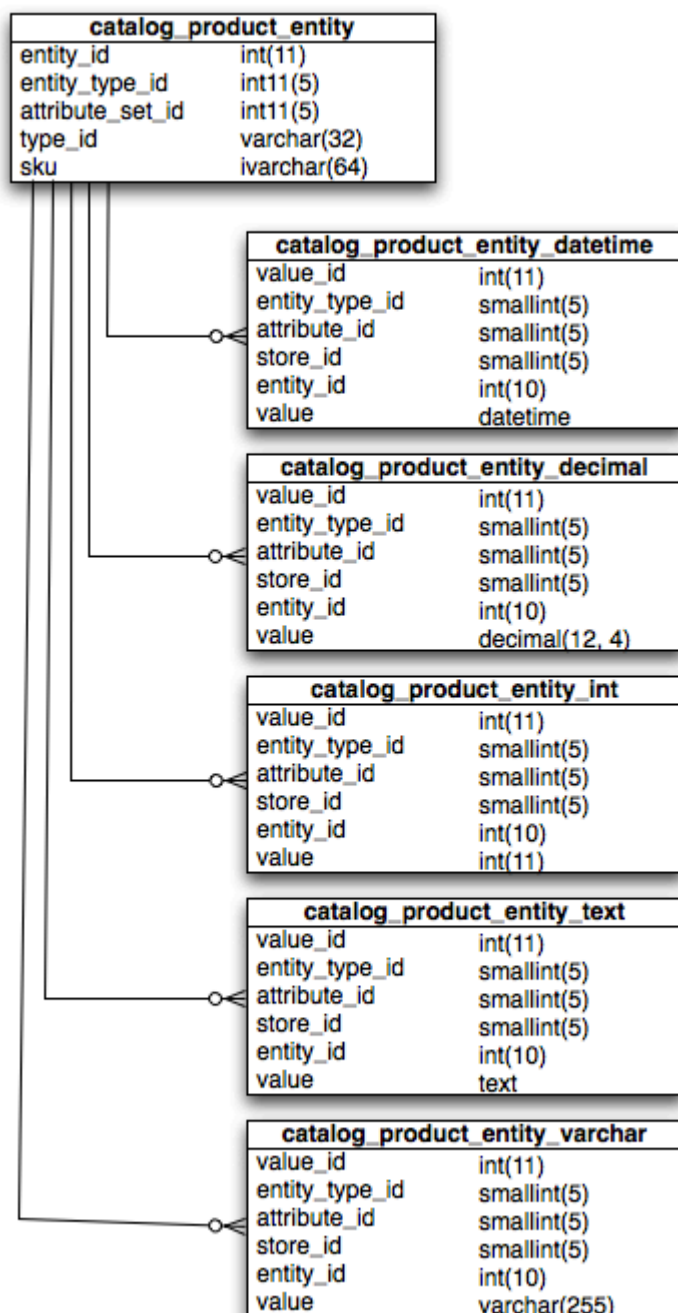 catalog_product_entity
entity_id int(11)
entity_type_id int11(5)
attribute_set_id int11(5)
type_id varchar(32)
sku ivarchar(64)
catalog_product_entity_datetime
value_id int(11)
entity_type_id smallint(5)
attribute_id smallint(5)
store_id smallint(5)
entity_id int(10)
value datetime
catalog_product_entity_decimal
value_id int(11)
entity_type_id smallint(5)
attribute_id smallint(5)
store_id smallint(5)
entity_id int(10)
value decimal(12, 4)
catalog_product_entity_int
value_id int(11)
entity_type_id smallint(5)
attribute_id smallint(5)
store_id smallint(5)
entity_id int(10)
value int(11)
catalog_product_entity_text
value_id int(11)
entity_type_id smallint(5)
attribute_id smallint(5)
store_id smallint(5)
entity_id int(10)
value text
catalog_product_entity_varchar
value_id int(11)
entity_type_id smallint(5)
attribute_id smallint(5)
store_id smallint(5)
entity_id int(10)
value varchar(255)